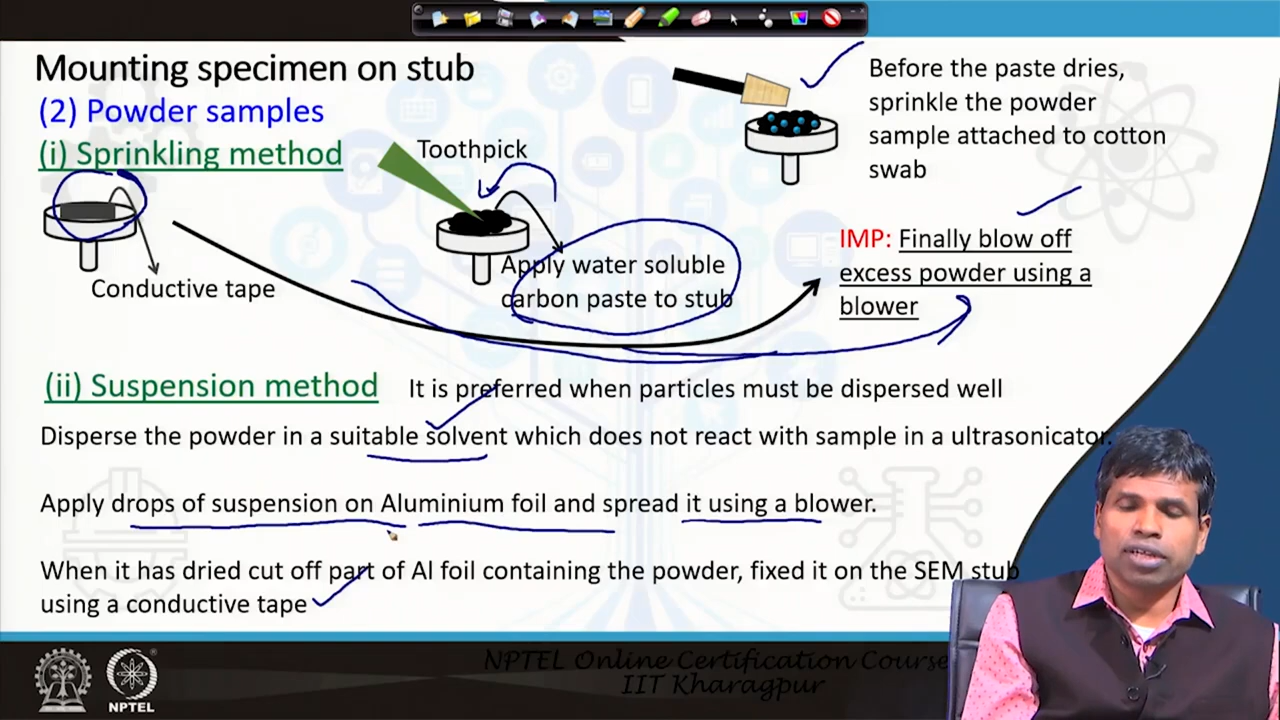 Mounting specimen on stub
(2) Powder samples
(i) Sprinkling method
Toothpick
Conductive tape
Apply water soluble
carbon paste to stub
Before the paste dries,
sprinkle the powder
sample attached to cotton
swab
IMP: Finally blow off
excess powder using a
blower
(ii) Suspension method It is preferred when particles must be dispersed well
Disperse the powder in a suitable solvent which does not react with sample in a ultrasonicator.
Apply drops of suspension on Aluminium foil and spread it using a blower.
When it has dried cut off part of Al foil containing the powder, fixed it on the SEM stub
using a conductive tape
NPTEL
NPTEL Online Certification Course
IIT Kharagpur